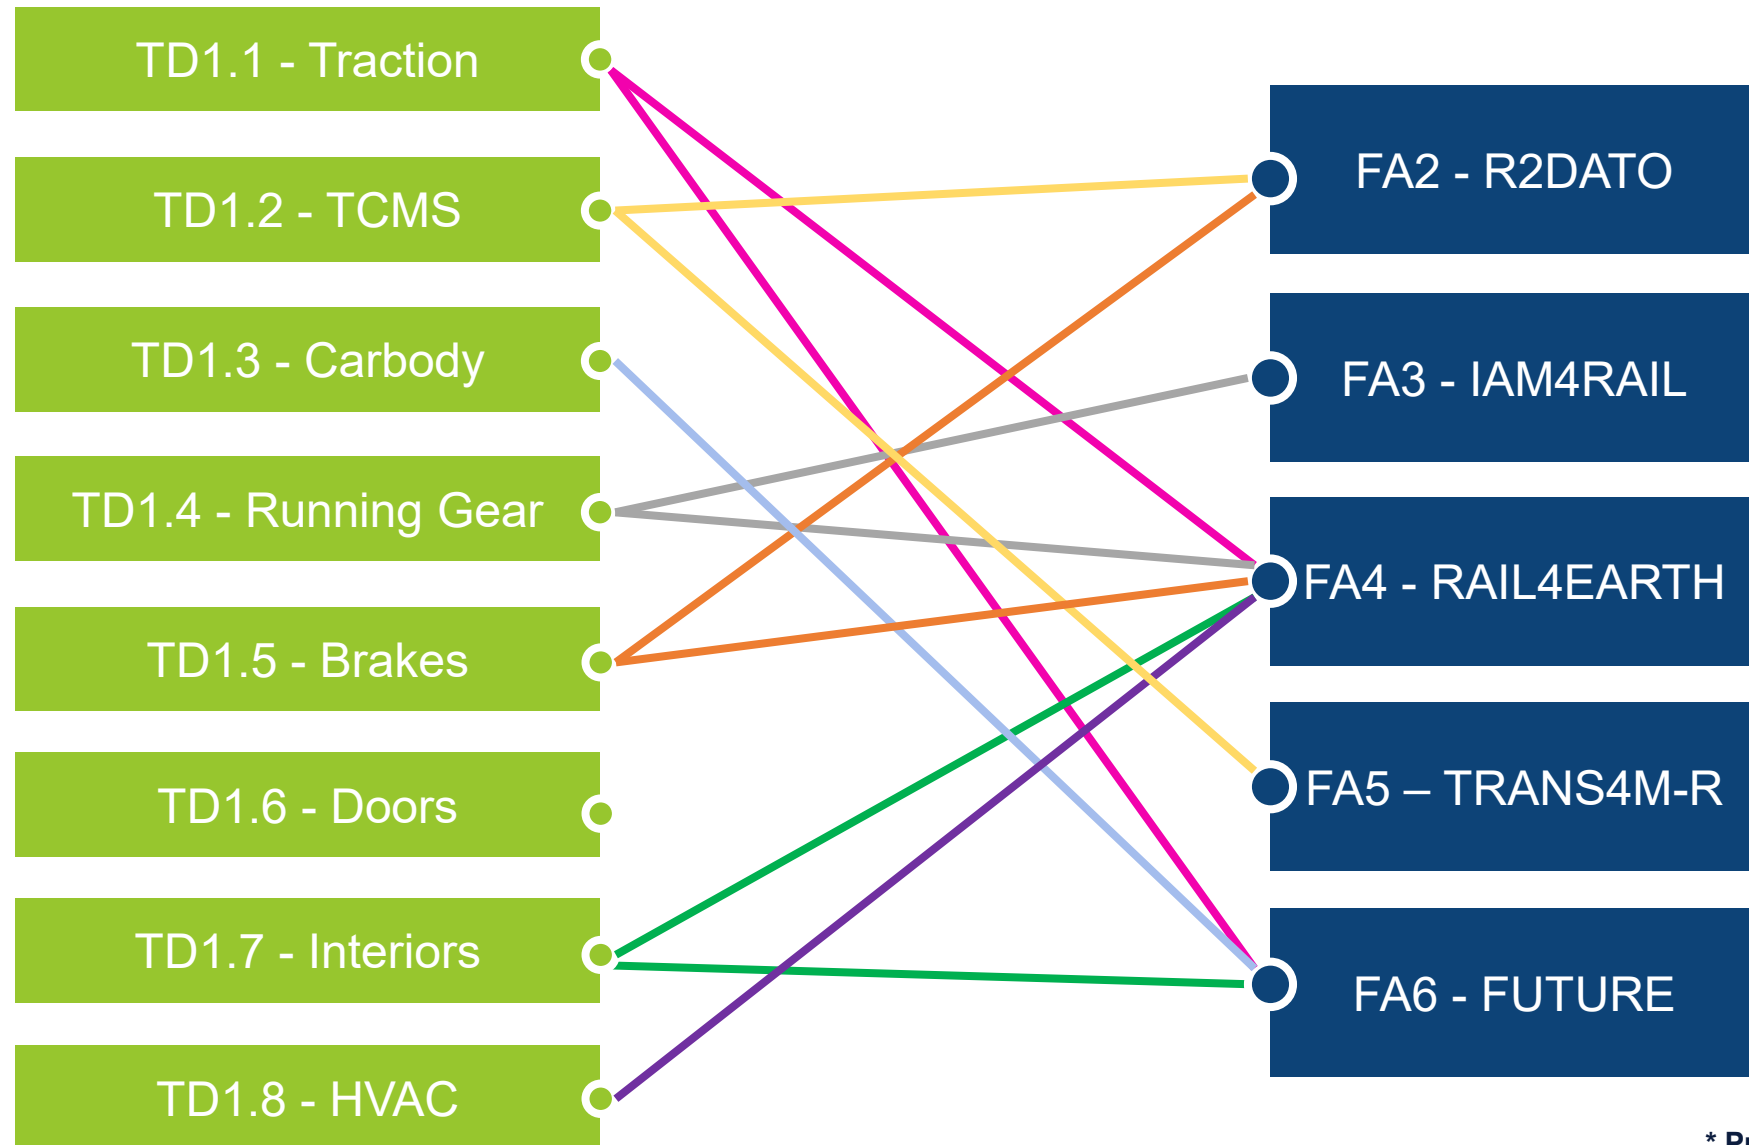 TD1.1 - Traction
TD1.2 - TCMS
TD1.3 - Carbody
TD1.4 - Running Gear
TD1.5 - Brakes
TD1.6 - Doors
TD1.7 - Interiors
TD1.8 - HVAC
FA2 - R2DATO
FA3 - IAM4RAIL
FA4 - RAIL4EARTH
FA5 – TRANS4M-R
FA6 - FUTURE